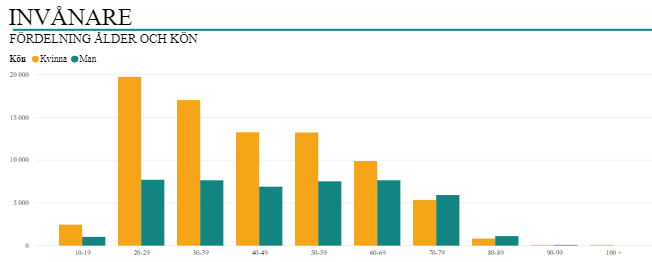 INVÅNARE
FÖRDELNING ÅLDER OCH KÖN
Kön Kvinna Man
20 000
15 000
10 000
5 000
0
10-19 20-29 30-39 40-49 50-59 60-69 70-79 80-89 90-99 100 +